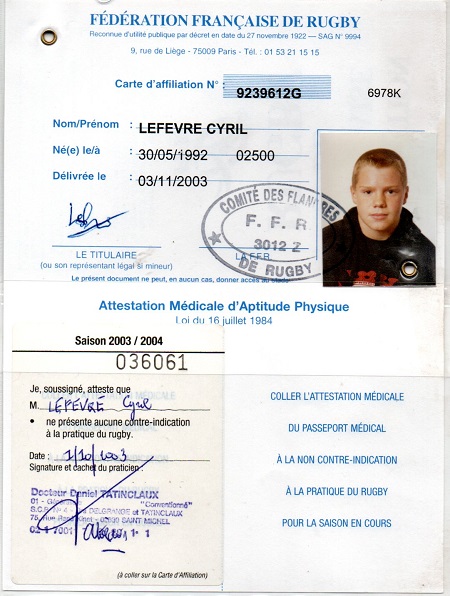 FÉDÉRATION FRANÇAISE DE RUGBY
Reconnue d'utilité publique par décret en date du 27 novembre 1922 — SAG N° 9994
9, rue de Liège - 75009 Paris - Tél. : 01 53 21 15 15
Carte d'affiliation N° : 9239612G 6978K
Nom/Prénom : LEFEVRE CYRIL
Né(e) le/à : 30/05/1992 02500
Délivrée le : 03/11/2003
COMITÉ DES FLANDRES
F. F. R
3012 Z
DE RUGBY
LE TITULAIRE
(ou son représentant légal si mineur)
LA F.F.R.
Le présent document ne peut, en aucun cas, donner accès au stade
Attestation Médicale d'Aptitude Physique
Loi du 16 juillet 1984
Saison 2003 / 2004
036061
Je, soussigné, atteste que
M. LEFEVRE Cyril
• ne présente aucune contre-indication
à la pratique du rugby.
Date :
Signature et cachet du praticien :
Docteur Daniel TATINCLAUX
"Conventionné"
DELGRANGE et TATINCLAUX
SAINT MICHEL
(à coller sur la Carte d'Affiliation)
COLLER L'ATTESTATION MÉDICALE
DU PASSEPORT MÉDICAL
À LA NON CONTRE-INDICATION
À LA PRATIQUE DU RUGBY
POUR LA SAISON EN COURS